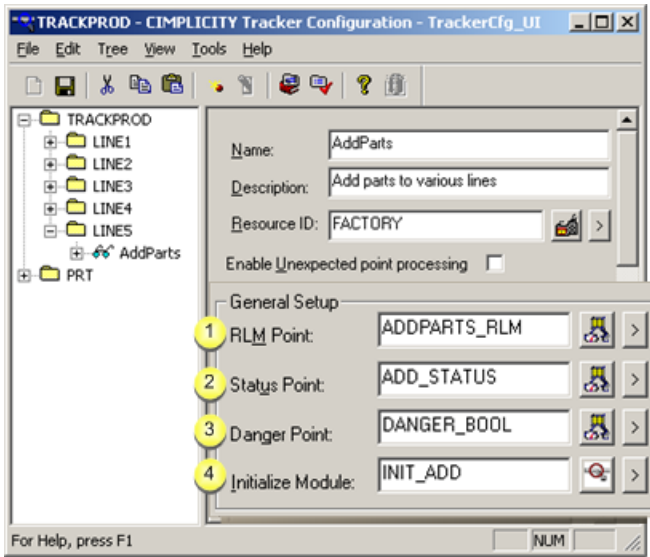 TRACKPROD - CIMPLICITY Tracker Configuration - TrackerCfg_UI
File Edit Tree View Tools Help
TRACKPROD
LINE1
LINE2
LINE3
LINE4
LINE5
AddParts
PRT
Name: AddParts
Description: Add parts to various lines
Resource ID: FACTORY >
Enable Unexpected point processing
General Setup
1 RLM Point: ADDPARTS_RLM >
2 Status Point: ADD_STATUS >
3 Danger Point: DANGER_BOOL >
4 Initialize Module: INIT_ADD >
For Help, press F1 NUM